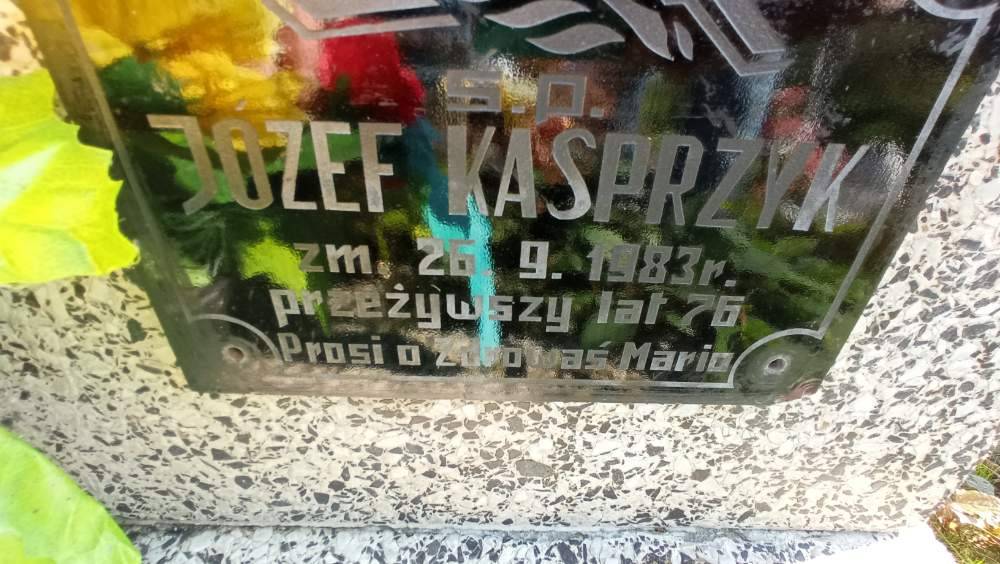 ś.p.
JÓZEF KASPRZYK
zm. 26. 9. 1983r.
przeżywszy lat 76
Prosi o Zdrowaś Mario